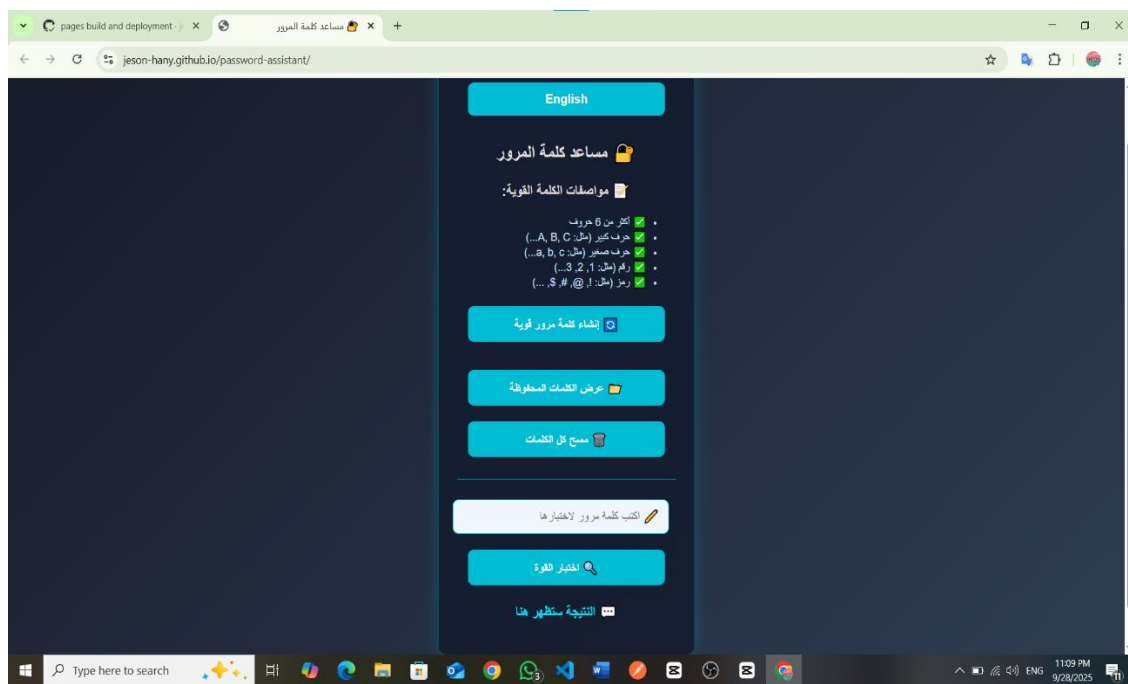 pages build and deployment · j
مساعد كلمة المرور
jeson-hany.github.io/password-assistant/
English
🔐 مساعد كلمة المرور
📝 مواصفات الكلمة القوية:
• ✅ أكثر من 6 حروف
• ✅ حرف كبير (مثل: A, B, C...)
• ✅ حرف صغير (مثل: a, b, c...)
• ✅ رقم (مثل: 1, 2, 3...)
• ✅ رمز (مثل: !, @, #, $, ...)
🔄 إنشاء كلمة مرور قوية
📂 عرض الكلمات المحفوظة
🗑️ مسح كل الكلمات
✏️ اكتب كلمة مرور لاختبارها
🔍 اختبار القوة
💬 النتيجة ستظهر هنا
Type here to search
ENG
11:09 PM
9/28/2025